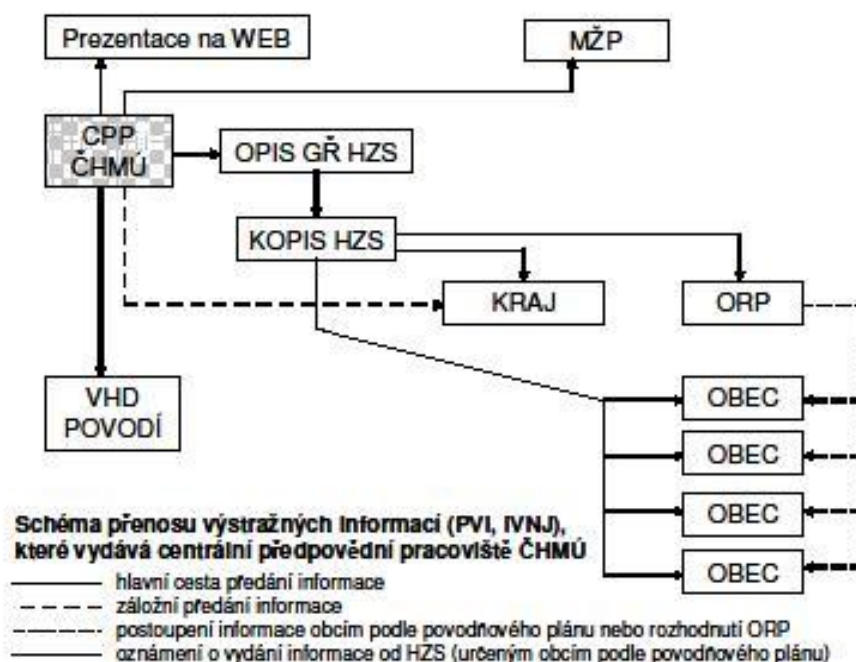 Prezentace na WEB
MŽP
CPP
ČHMÚ
OPIS GŘ HZS
KOPIS HZS
KRAJ
ORP
VHD
POVODÍ
OBEC
OBEC
OBEC
OBEC
Schéma přenosu výstražných informací (PVI, IVNJ),
které vydává centrální předpovědní pracoviště ČHMÚ
hlavní cesta předání informace
záložní předání informace
postoupení informace obcím podle povodňového plánu nebo rozhodnutí ORP
oznámení o vydání informace od HZS (určeným obcím podle povodňového plánu)